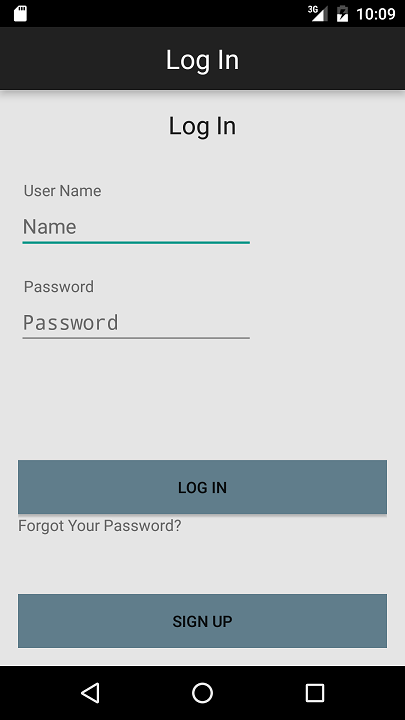 3G 10:09
Log In
Log In
User Name
Name
Password
Password
LOG IN
Forgot Your Password?
SIGN UP